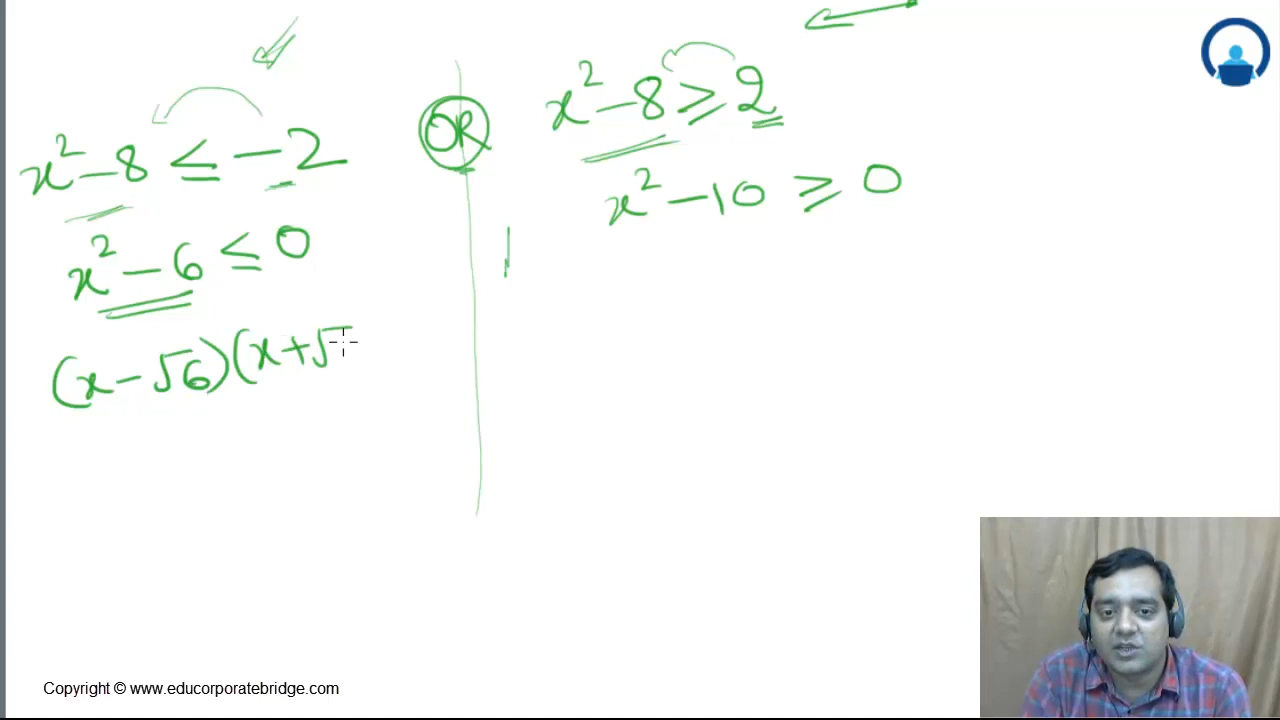 x² - 8 ≤ -2
x² - 6 ≤ 0
(x - √6)(x + √
OR
x² - 8 ≥ 2
x² - 10 ≥ 0
Copyright © www.educorporatebridge.com